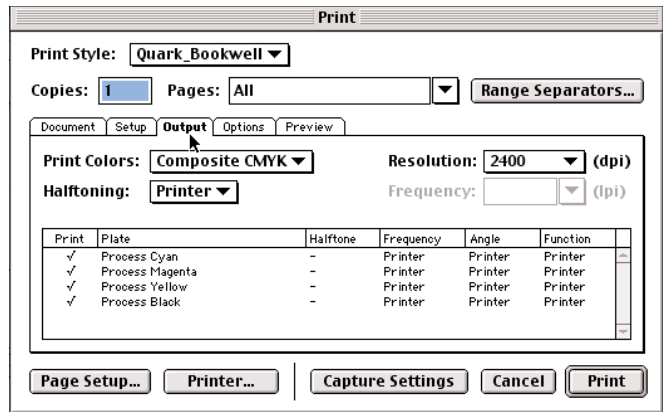 Print
Print Style: Quark_Bookwell
Copies: 1 Pages: All Range Separators...
Document Setup Output Options Preview
Print Colors: Composite CMYK Resolution: 2400 (dpi)
Halftoning: Printer Frequency: (lpi)
Print Plate Halftone Frequency Angle Function
✓ Process Cyan - Printer Printer Printer
✓ Process Magenta - Printer Printer Printer
✓ Process Yellow - Printer Printer Printer
✓ Process Black - Printer Printer Printer
Page Setup... Printer... Capture Settings Cancel Print